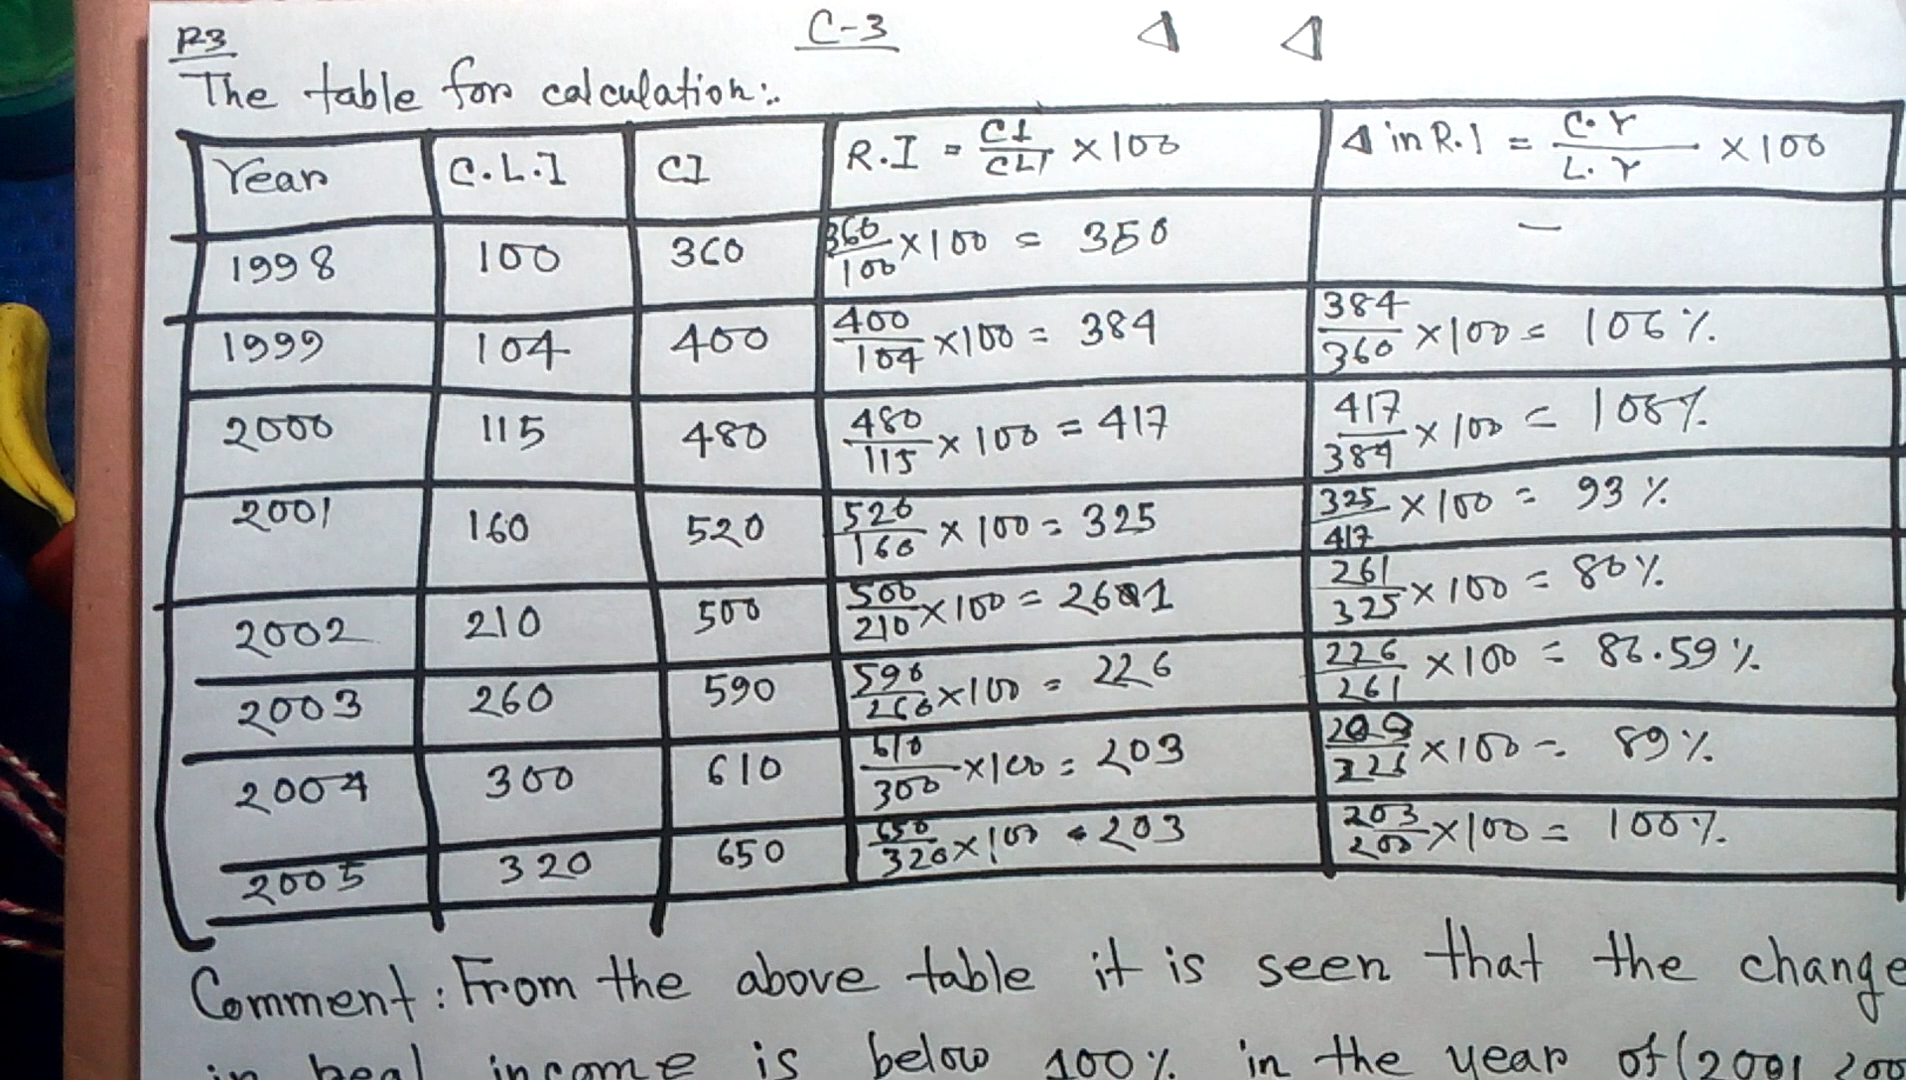 P3
C-3
Δ Δ
The table for calculation:.
Year C.L.I CI R.I = CI/CLI × 100 Δ in R.I = C.Y/L.Y × 100
1998 100 360 360/100 × 100 = 360 —
1999 104 400 400/104 × 100 = 384 384/360 × 100 = 106%
2000 115 480 480/115 × 100 = 417 417/384 × 100 = 108%
2001 160 520 520/160 × 100 = 325 325/417 × 100 = 93%
2002 210 500 500/210 × 100 = 261 261/325 × 100 = 80%
2003 260 590 590/260 × 100 = 226 226/261 × 100 = 86.59%
2004 300 610 610/300 × 100 = 203 × 100 = 89%
2005 320 650 650/320 × 100 = 203 × 100 = 100%
Comment: From the above table it is seen that the change
in Real income is below 100% in the year of (2001